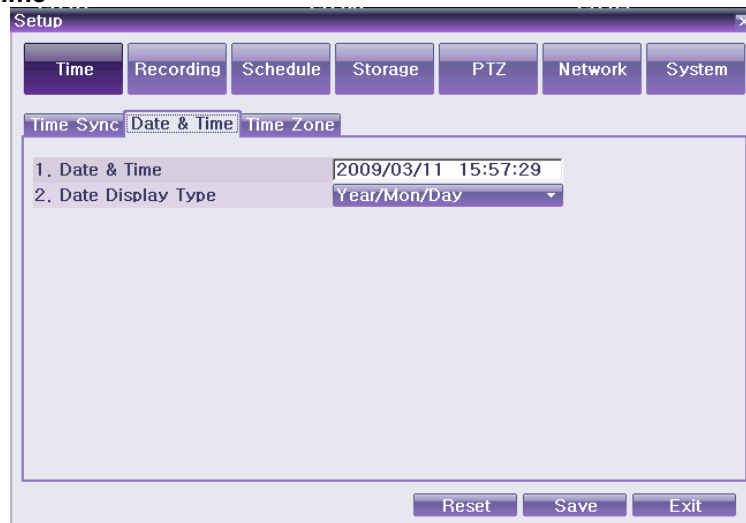 Setup
Time Recording Schedule Storage PTZ Network System
Time Sync Date & Time Time Zone
1. Date & Time 2009/03/11 15:57:29
2. Date Display Type Year/Mon/Day
Reset Save Exit